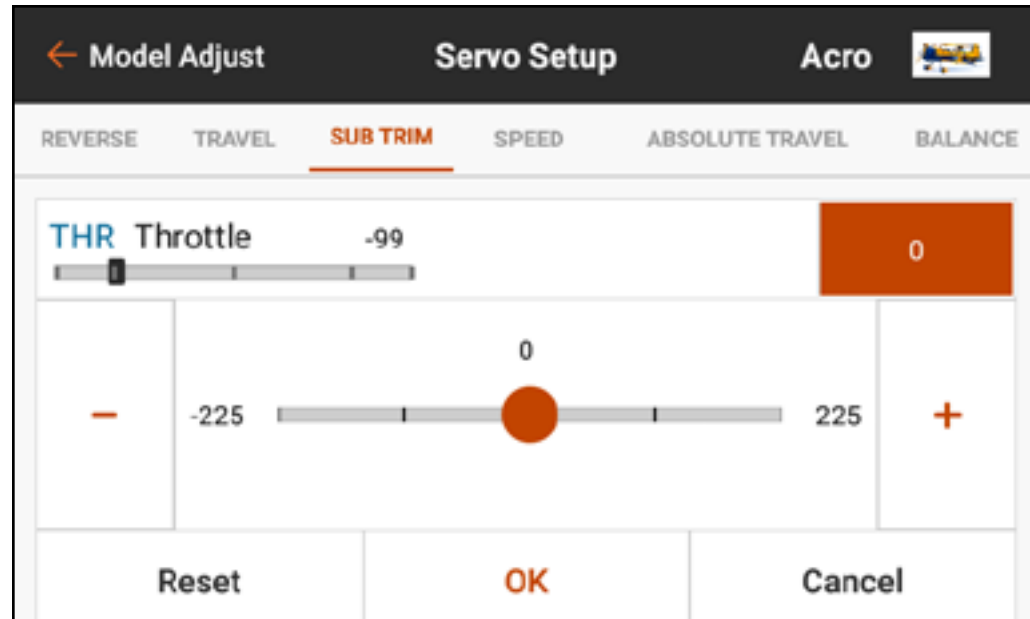 ← Model Adjust Servo Setup Acro
REVERSE TRAVEL SUB TRIM SPEED ABSOLUTE TRAVEL BALANCE
THR Throttle -99 0
0
− -225 225 +
Reset OK Cancel